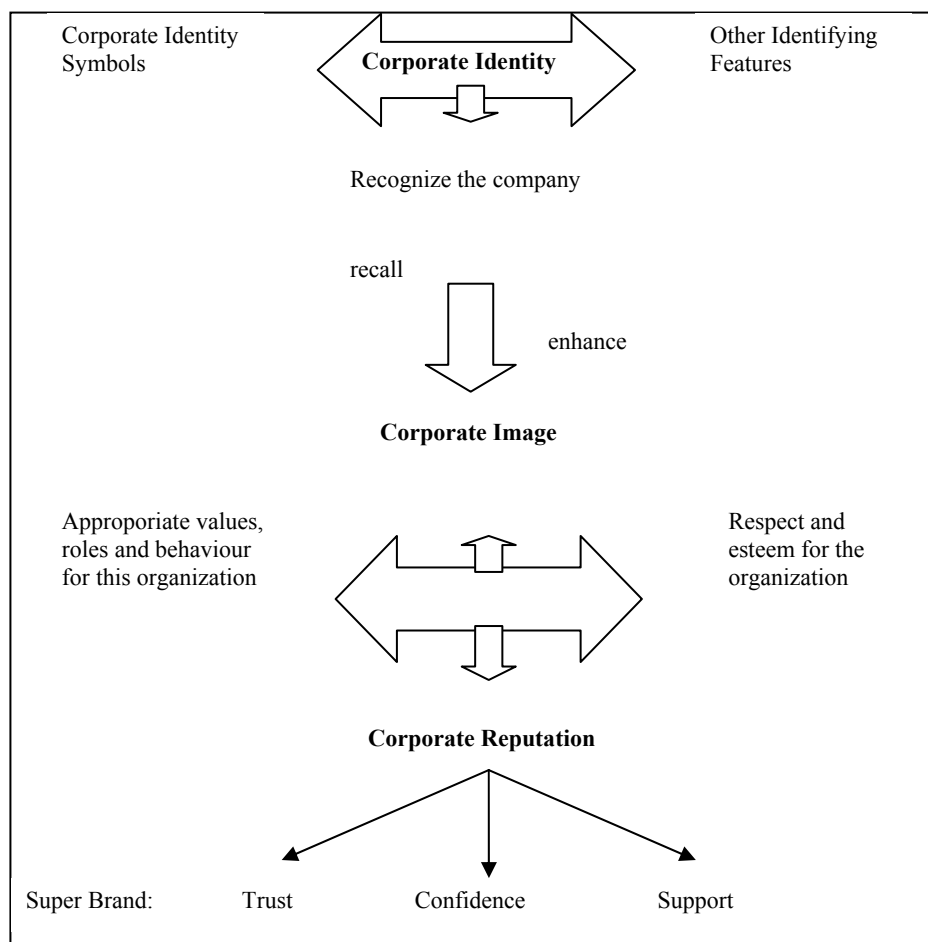 Corporate Identity
Symbols
Corporate Identity
Other Identifying
Features
Recognize the company
recall
enhance
Corporate Image
Approporiate values,
roles and behaviour
for this organization
Respect and
esteem for the
organization
Corporate Reputation
Super Brand: Trust Confidence Support